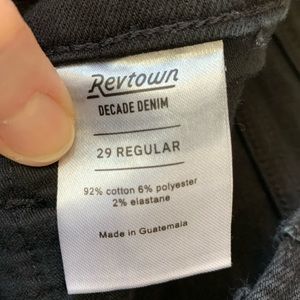 Revtown
DECADE DENIM
29 REGULAR
92% cotton 6% polyester
2% elastane
Made in Guatemala